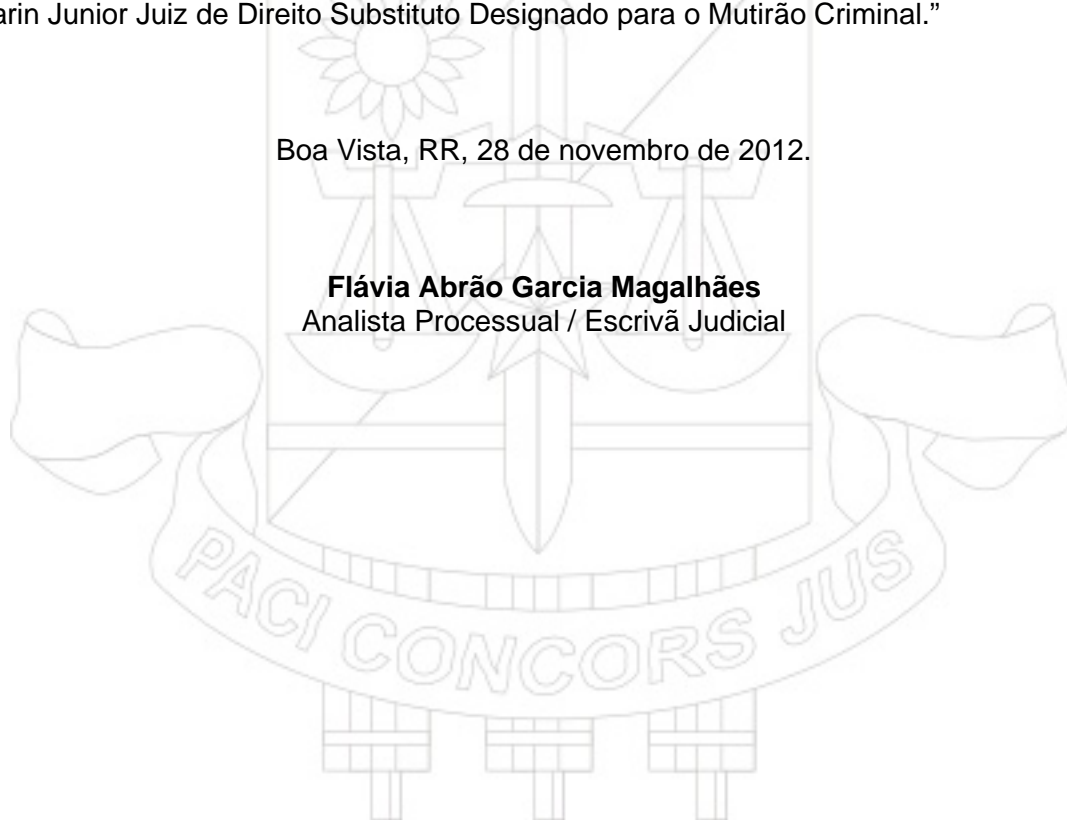 arin Junior Juiz de Direito Substituto Designado para o Mutirão Criminal.”
Boa Vista, RR, 28 de novembro de 2012.
Flávia Abrão Garcia Magalhães
Analista Processual / Escrivã Judicial
PACI CONCORS JUS